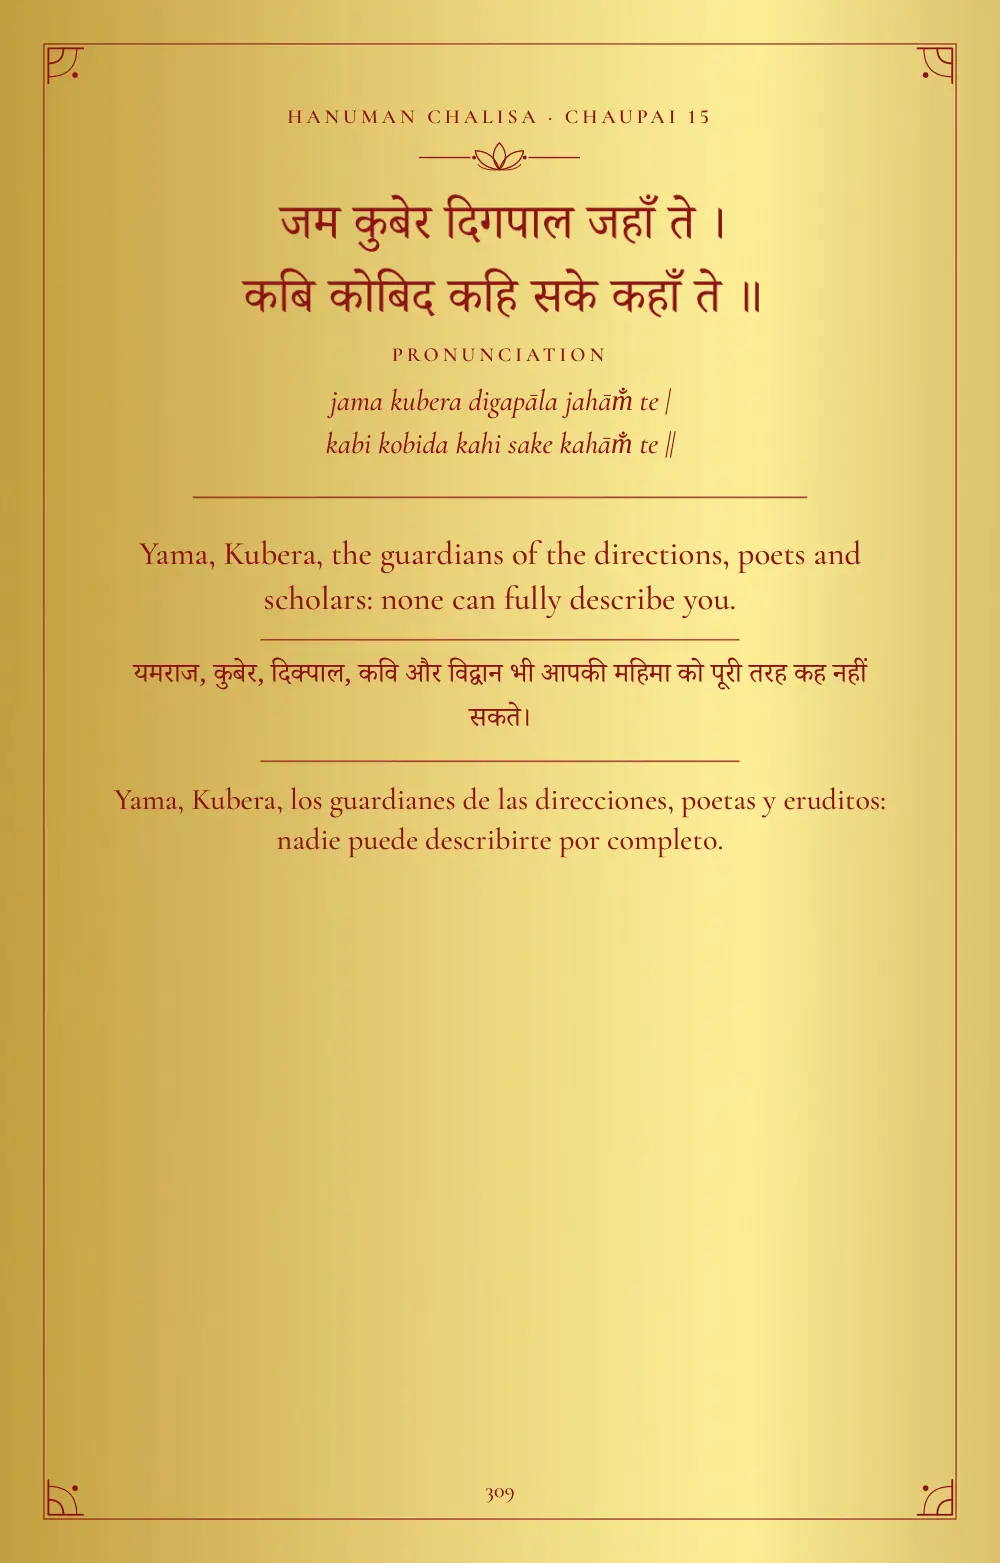 HANUMAN CHALISA · CHAUPAI 15
जम कुबेर दिगपाल जहाँ ते ।
कबि कोबिद कहि सके कहाँ ते ॥
PRONUNCIATION
jama kubera digapāla jahām̐ te |
kabi kobida kahi sake kahām̐ te ||
Yama, Kubera, the guardians of the directions, poets and
scholars: none can fully describe you.
यमराज, कुबेर, दिक्पाल, कवि और विद्वान भी आपकी महिमा को पूरी तरह कह नहीं
सकते।
Yama, Kubera, los guardianes de las direcciones, poetas y eruditos:
nadie puede describirte por completo.
309